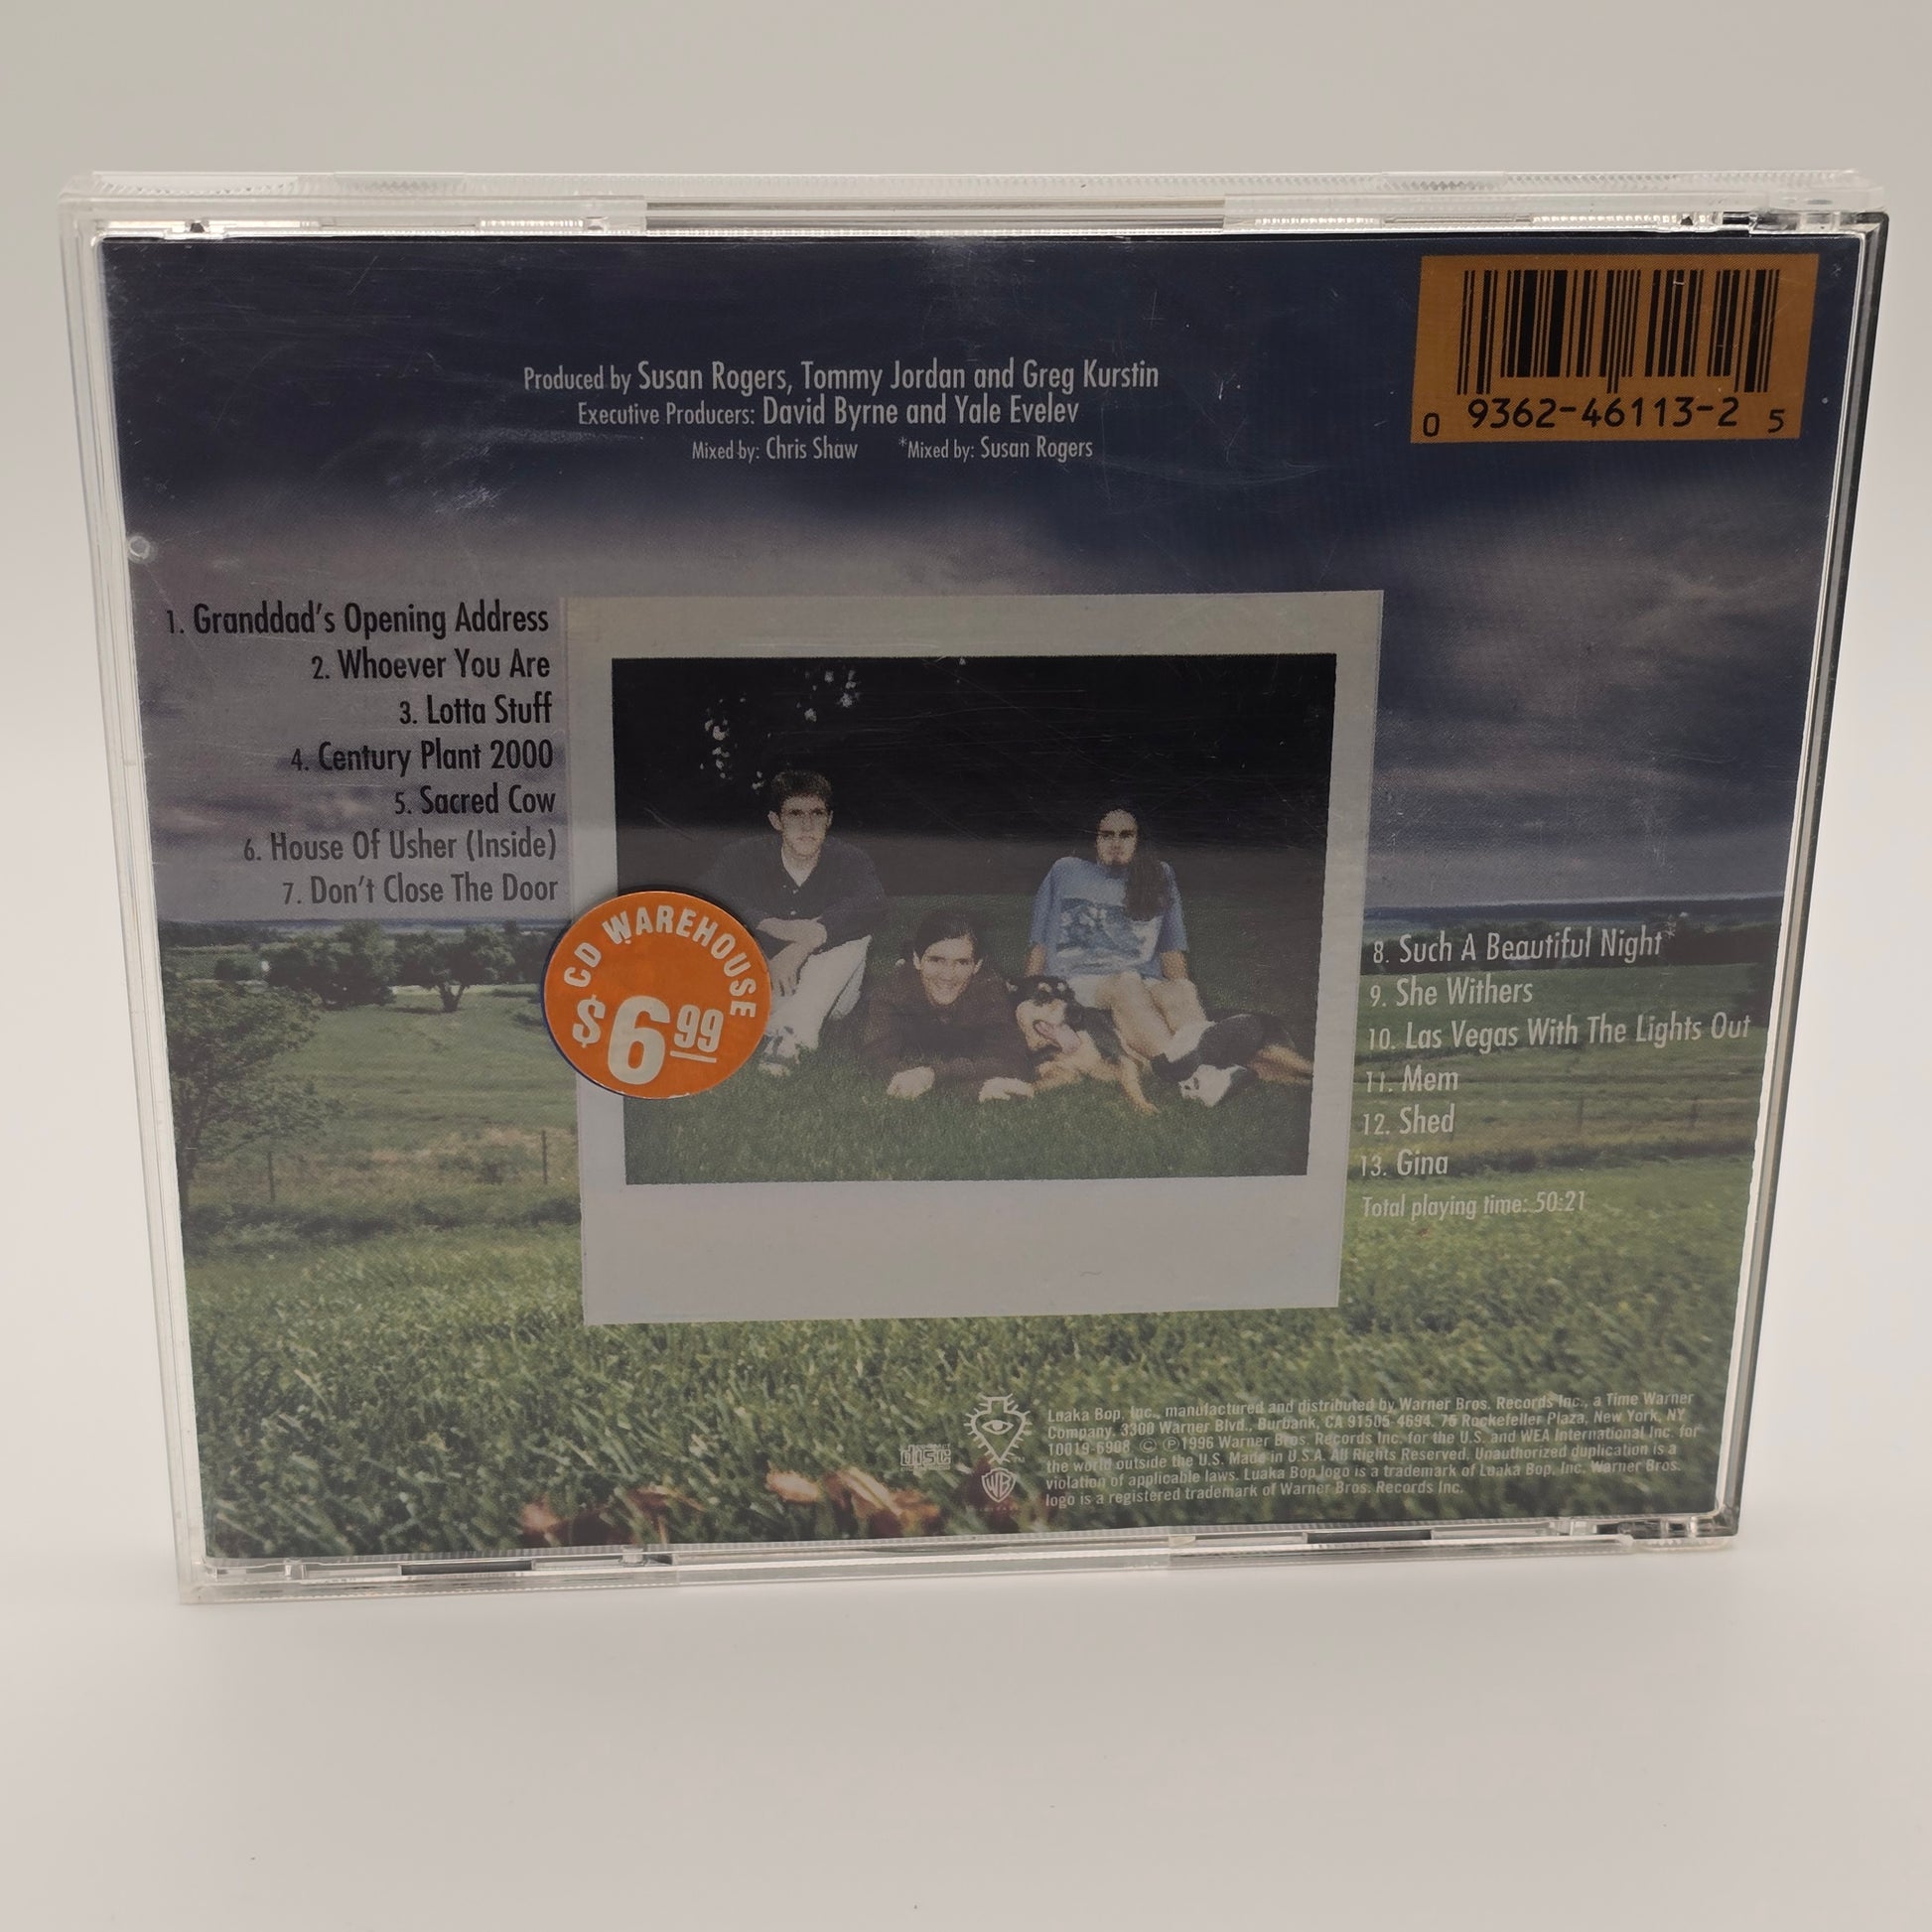 Produced by Susan Rogers, Tommy Jordan and Greg Kurstin
Executive Producers: David Byrne and Yale Evelev
Mixed by: Chris Shaw *Mixed by: Susan Rogers
0 9362-46113-2 5
1. Granddad's Opening Address
2. Whoever You Are
3. Lotta Stuff
4. Century Plant 2000
5. Sacred Cow
6. House Of Usher (Inside)
7. Don't Close The Door
CD WAREHOUSE
$6.99
8. Such A Beautiful Night*
9. She Withers
10. Las Vegas With The Lights Out
11. Mem
12. Shed
13. Gina
Total playing time: 50:21
disc
WB
Luaka Bop, Inc., manufactured and distributed by Warner Bros. Records Inc., a Time Warner
Company. 3300 Warner Blvd., Burbank, CA 91505-4694. 75 Rockefeller Plaza, New York, NY
10019-6908 © ℗ 1996 Warner Bros. Records Inc. for the U.S. and WEA International Inc. for
the world outside the U.S. Made in U.S.A. All Rights Reserved. Unauthorized duplication is a
violation of applicable laws. Luaka Bop logo is a trademark of Luaka Bop, Inc. Warner Bros.
logo is a registered trademark of Warner Bros. Records Inc.